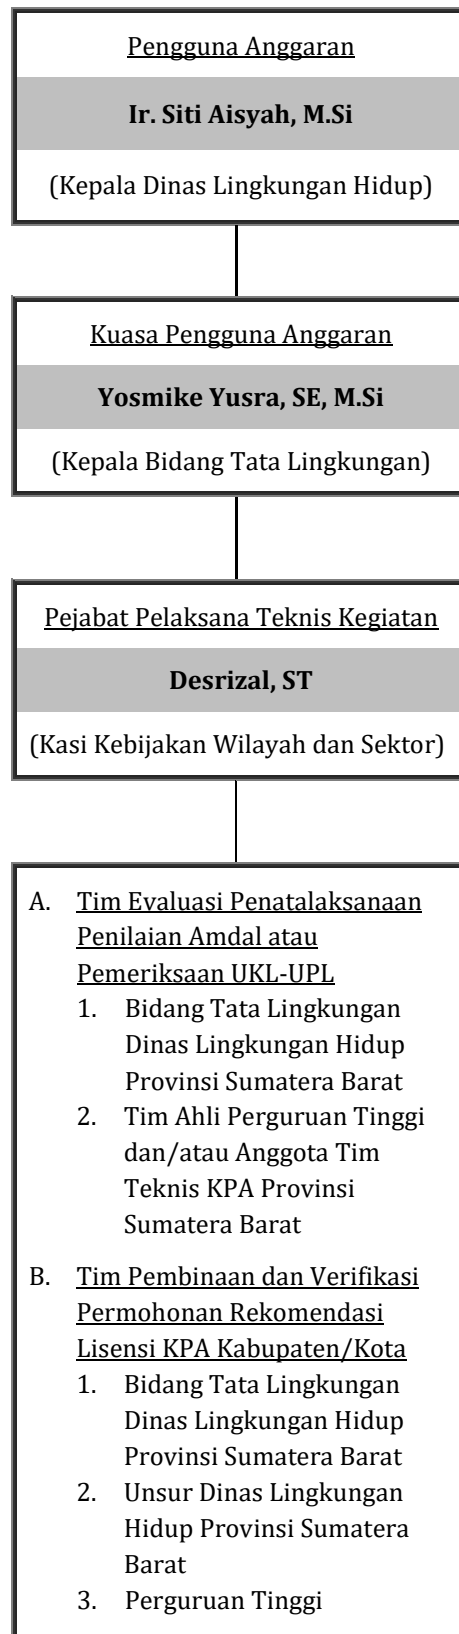 Pengguna Anggaran
Ir. Siti Aisyah, M.Si
(Kepala Dinas Lingkungan Hidup)
Kuasa Pengguna Anggaran
Yosmike Yusra, SE, M.Si
(Kepala Bidang Tata Lingkungan)
Pejabat Pelaksana Teknis Kegiatan
Desrizal, ST
(Kasi Kebijakan Wilayah dan Sektor)
A. Tim Evaluasi Penatalaksanaan
Penilaian Amdal atau
Pemeriksaan UKL-UPL
1. Bidang Tata Lingkungan
Dinas Lingkungan Hidup
Provinsi Sumatera Barat
2. Tim Ahli Perguruan Tinggi
dan/atau Anggota Tim
Teknis KPA Provinsi
Sumatera Barat
B. Tim Pembinaan dan Verifikasi
Permohonan Rekomendasi
Lisensi KPA Kabupaten/Kota
1. Bidang Tata Lingkungan
Dinas Lingkungan Hidup
Provinsi Sumatera Barat
2. Unsur Dinas Lingkungan
Hidup Provinsi Sumatera
Barat
3. Perguruan Tinggi